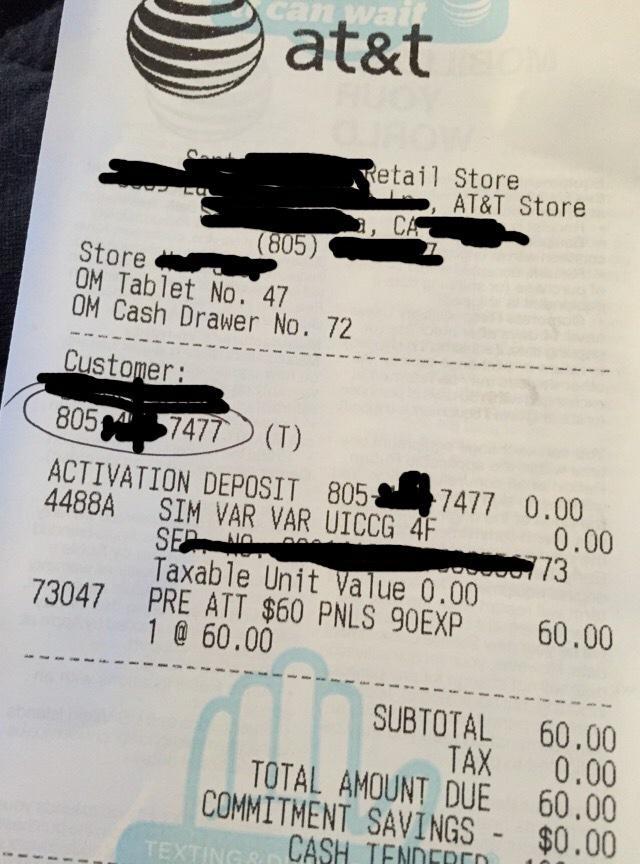 it can wait
at&t
Retail Store
, AT&T Store
, CA
(805)
Store
OM Tablet No. 47
OM Cash Drawer No. 72
Customer:
805 7477 (T)
ACTIVATION DEPOSIT 805- 7477 0.00
4488A SIM VAR VAR UICCG 4F 0.00
773
Taxable Unit Value 0.00
73047 PRE ATT $60 PNLS 90EXP 60.00
1 @ 60.00
SUBTOTAL 60.00
TAX 0.00
TOTAL AMOUNT DUE 60.00
COMMITMENT SAVINGS - $0.00
CASH TENDERED
TEXTING &